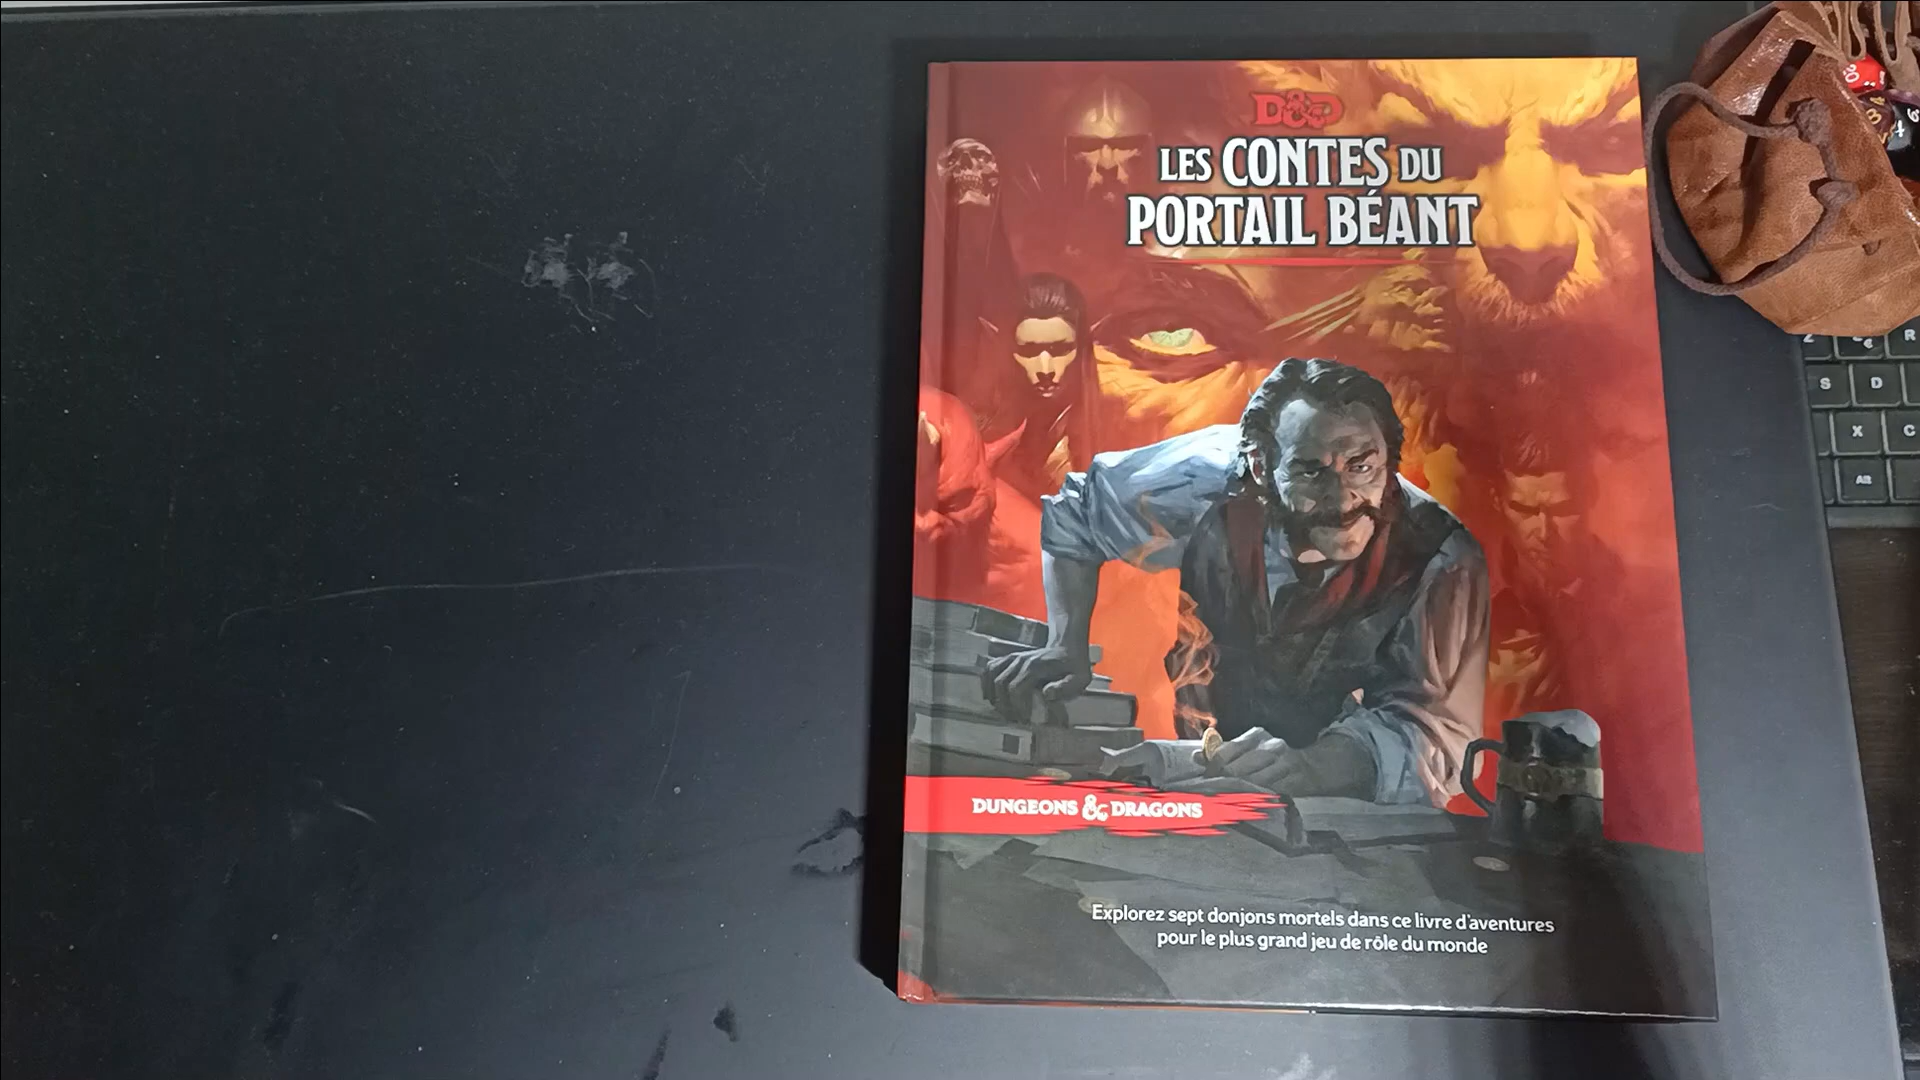 D&D
LES CONTES DU
PORTAIL BÉANT
DUNGEONS & DRAGONS
Explorez sept donjons mortels dans ce livre d'aventures
pour le plus grand jeu de rôle du monde
20
R
S D
X C